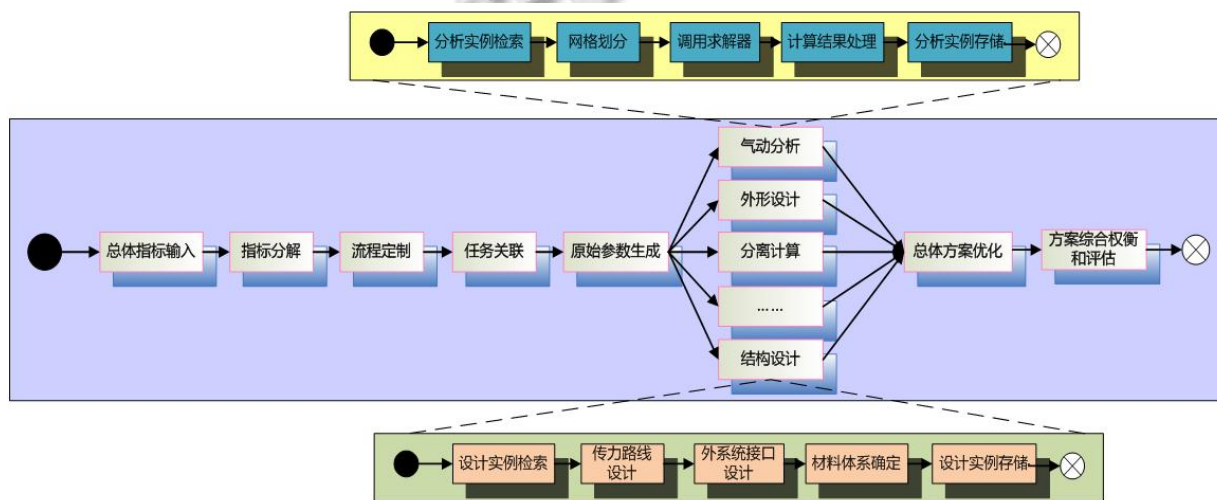 分析实例检索
网格划分
调用求解器
计算结果处理
分析实例存储
总体指标输入
指标分解
流程定制
任务关联
原始参数生成
气动分析
外形设计
分离计算
……
结构设计
总体方案优化
方案综合权衡
和评估
设计实例检索
传力路线
设计
外系统接口
设计
材料体系确定
设计实例存储